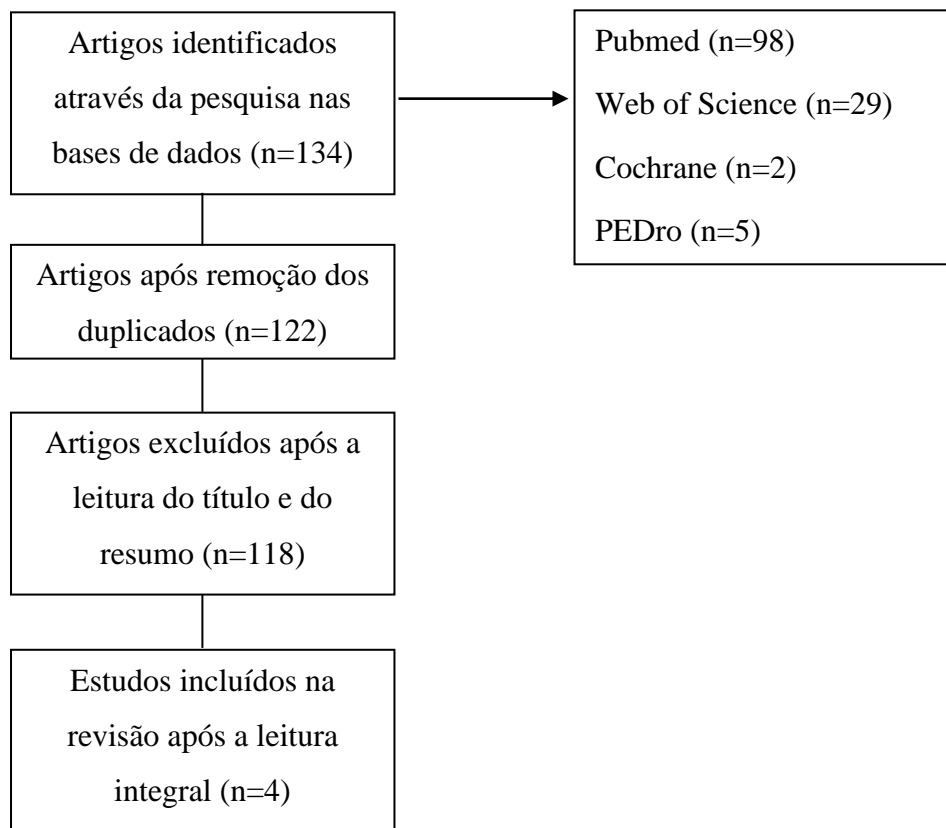 Artigos identificados
através da pesquisa nas
bases de dados (n=134)
Pubmed (n=98)
Web of Science (n=29)
Cochrane (n=2)
PEDro (n=5)
Artigos após remoção dos
duplicados (n=122)
Artigos excluídos após a
leitura do título e do
resumo (n=118)
Estudos incluídos na
revisão após a leitura
integral (n=4)